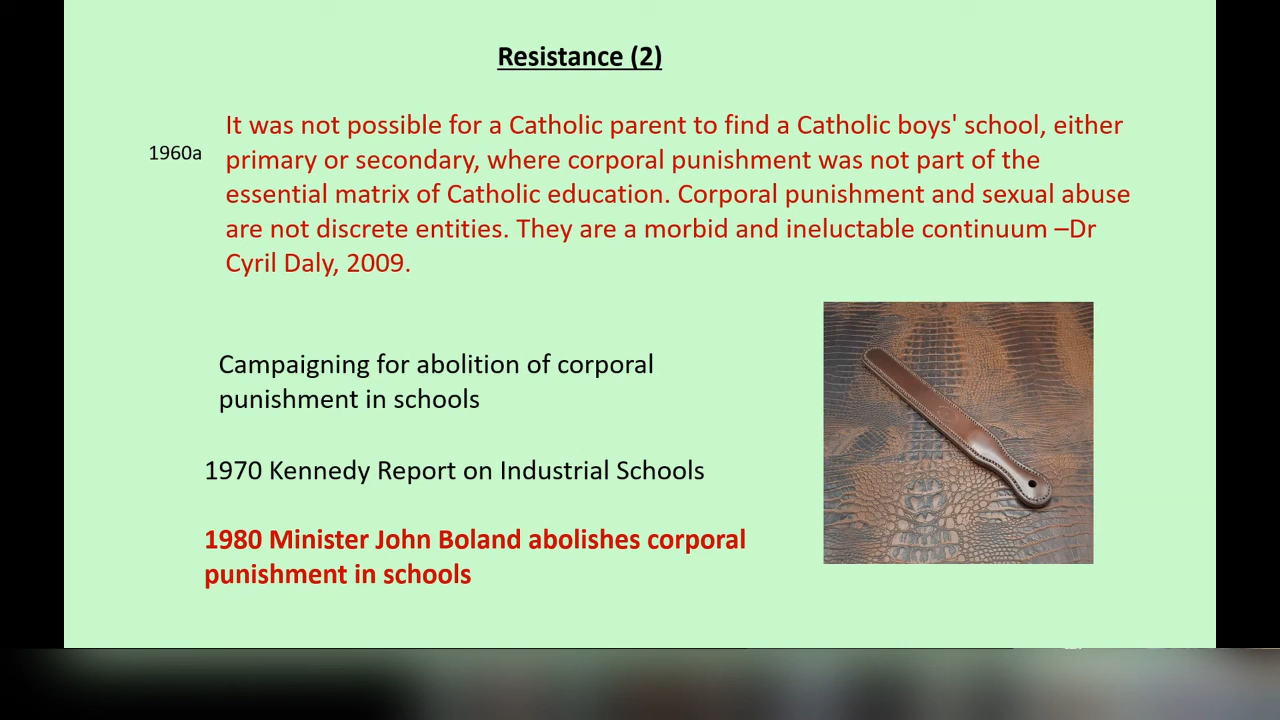 Resistance (2)
1960a
It was not possible for a Catholic parent to find a Catholic boys' school, either
primary or secondary, where corporal punishment was not part of the
essential matrix of Catholic education. Corporal punishment and sexual abuse
are not discrete entities. They are a morbid and ineluctable continuum –Dr
Cyril Daly, 2009.
Campaigning for abolition of corporal
punishment in schools
1970 Kennedy Report on Industrial Schools
1980 Minister John Boland abolishes corporal
punishment in schools